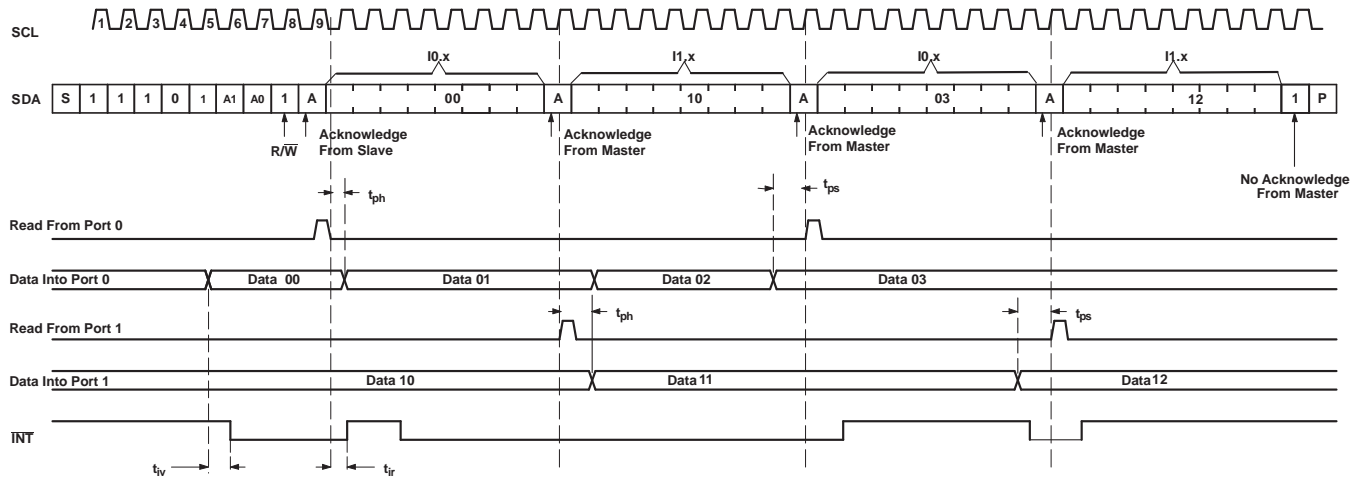 SCL 1 2 3 4 5 6 7 8 9
I0.x I1.x I0.x I1.x
SDA S 1 1 1 0 1 A1 A0 1 A 00 A 10 A 03 A 12 1 P
R/W
Acknowledge
From Slave
Acknowledge
From Master
Acknowledge
From Master
Acknowledge
From Master
No Acknowledge
From Master
tph
tps
Read From Port 0
Data Into Port 0 Data 00 Data 01 Data 02 Data 03
tph
tps
Read From Port 1
Data Into Port 1 Data 10 Data 11 Data 12
INT
tiv
tir